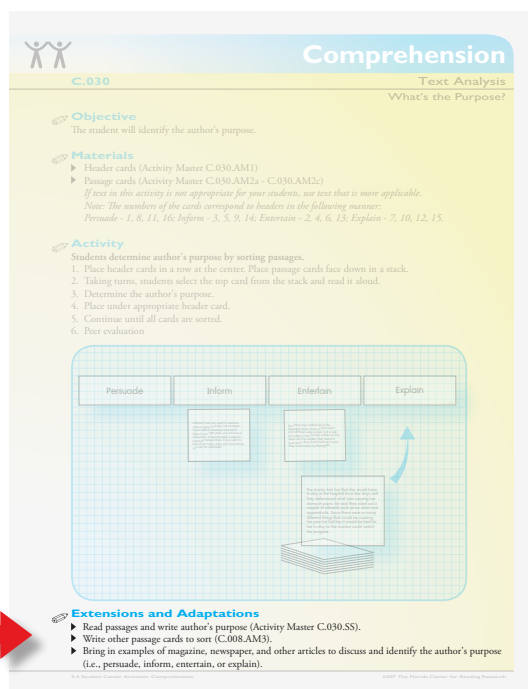 Comprehension
C.030
Text Analysis
What's the Purpose?
Objective
The student will identify the author's purpose.
Materials
Header cards (Activity Master C.030.AM1)
Passage cards (Activity Master C.030.AM2a - C.030.AM2c)
If text in this activity is not appropriate for your students, use text that is more applicable.
Note: The numbers of the cards correspond to headers in the following manner:
Persuade - 1, 8, 11, 16; Inform - 3, 5, 9, 14; Entertain - 2, 4, 6, 13; Explain - 7, 10, 12, 15.
Activity
Students determine author's purpose by sorting passages.
1. Place header cards in a row at the center. Place passage cards face down in a stack.
2. Taking turns, students select the top card from the stack and read it aloud.
3. Determine the author's purpose.
4. Place under appropriate header card.
5. Continue until all cards are sorted.
6. Peer evaluation
Persuade
Inform
Entertain
Explain
Extensions and Adaptations
Read passages and write author's purpose (Activity Master C.030.SS).
Write other passage cards to sort (C.008.AM3).
Bring in examples of magazine, newspaper, and other articles to discuss and identify the author's purpose
(i.e., persuade, inform, entertain, or explain).
2007 The Florida Center for Reading Research